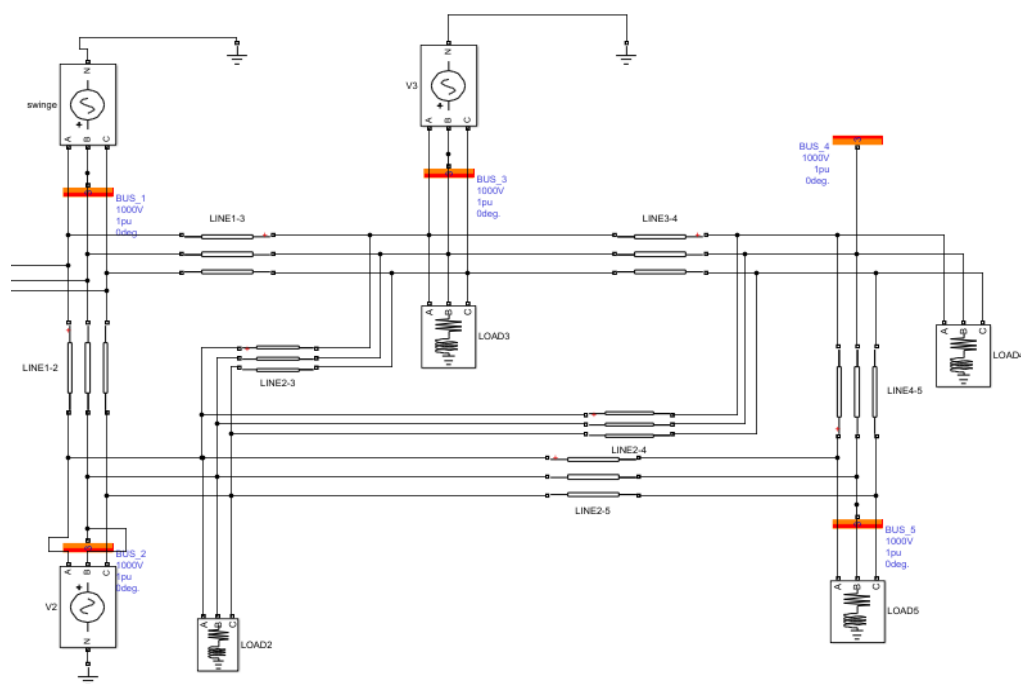 N
N
swinge
V3
A B C
A B C
BUS_1
1000V
1pu
0deg.
BUS_3
1000V
1pu
0deg.
BUS_4
1000V
1pu
0deg.
LINE1-3
LINE3-4
A B C
LOAD3
A B C
LOAD4
LINE1-2
LINE2-3
LINE4-5
LINE2-4
LINE2-5
BUS_2
1000V
1pu
0deg.
A B C
V2
N
BUS_5
1000V
1pu
0deg.
A B C
LOAD5
A B C
LOAD2